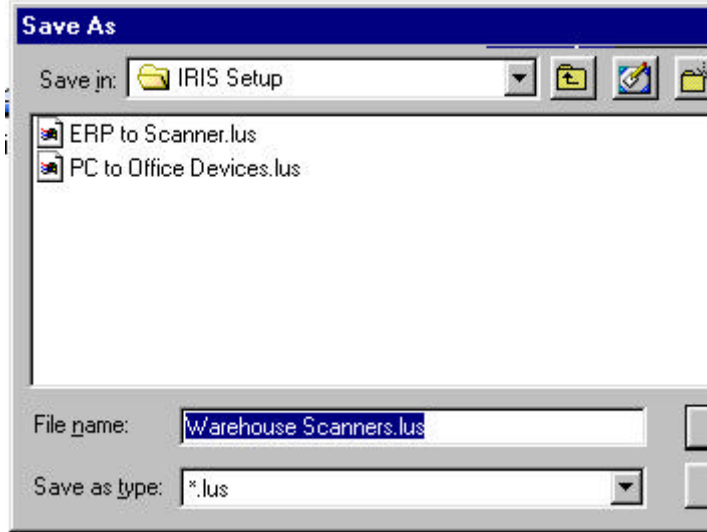 Save As
Save in: IRIS Setup
ERP to Scanner.lus
PC to Office Devices.lus
File name: Warehouse Scanners.lus
Save as type: *.lus